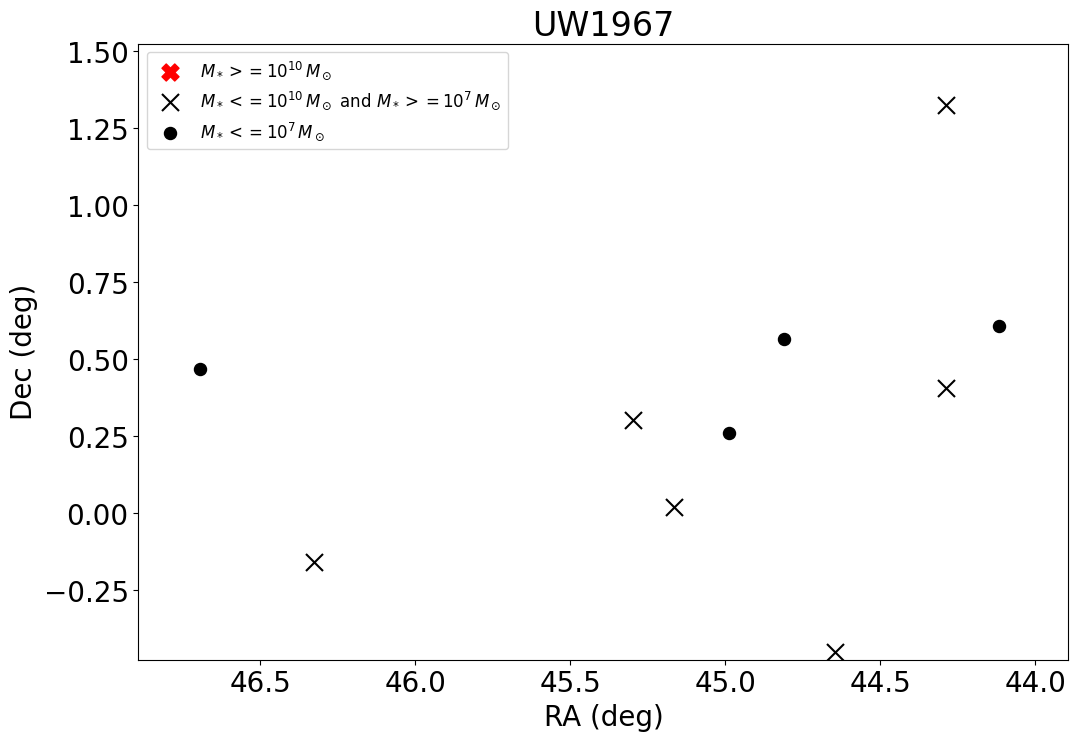 UW1967
M* >= 10^10 M⊙
M* <= 10^10 M⊙ and M* >= 10^7 M⊙
M* <= 10^7 M⊙
1.50
1.25
1.00
0.75
0.50
0.25
0.00
−0.25
Dec (deg)
46.5 46.0 45.5 45.0 44.5 44.0
RA (deg)